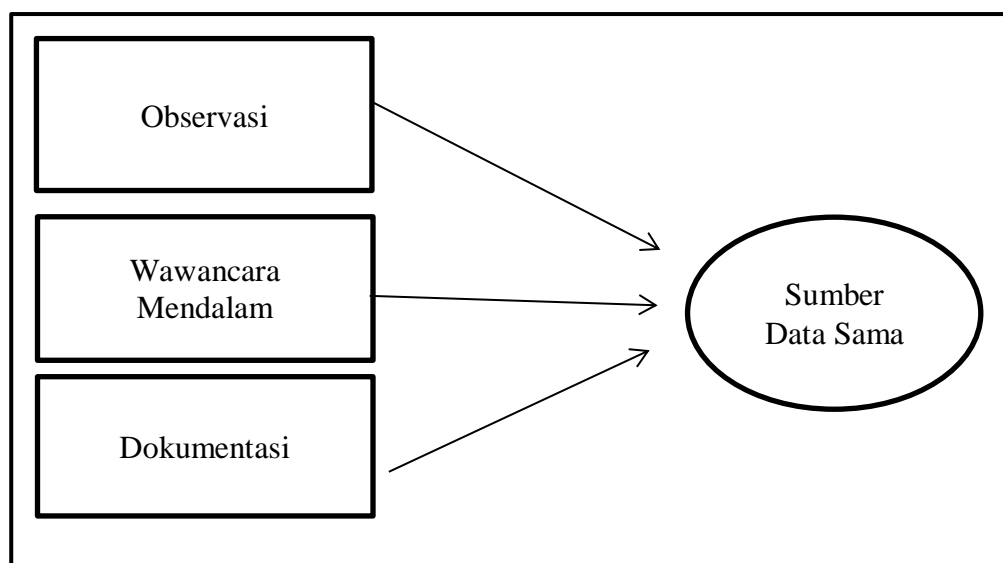 Observasi
Wawancara
Mendalam
Dokumentasi
Sumber
Data Sama